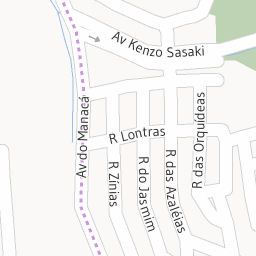 Av Kenzo Sasaki
Av do Manacá
R Lontras
R Zínias
R do Jasmim
R das Azaléias
R das Orquídeas